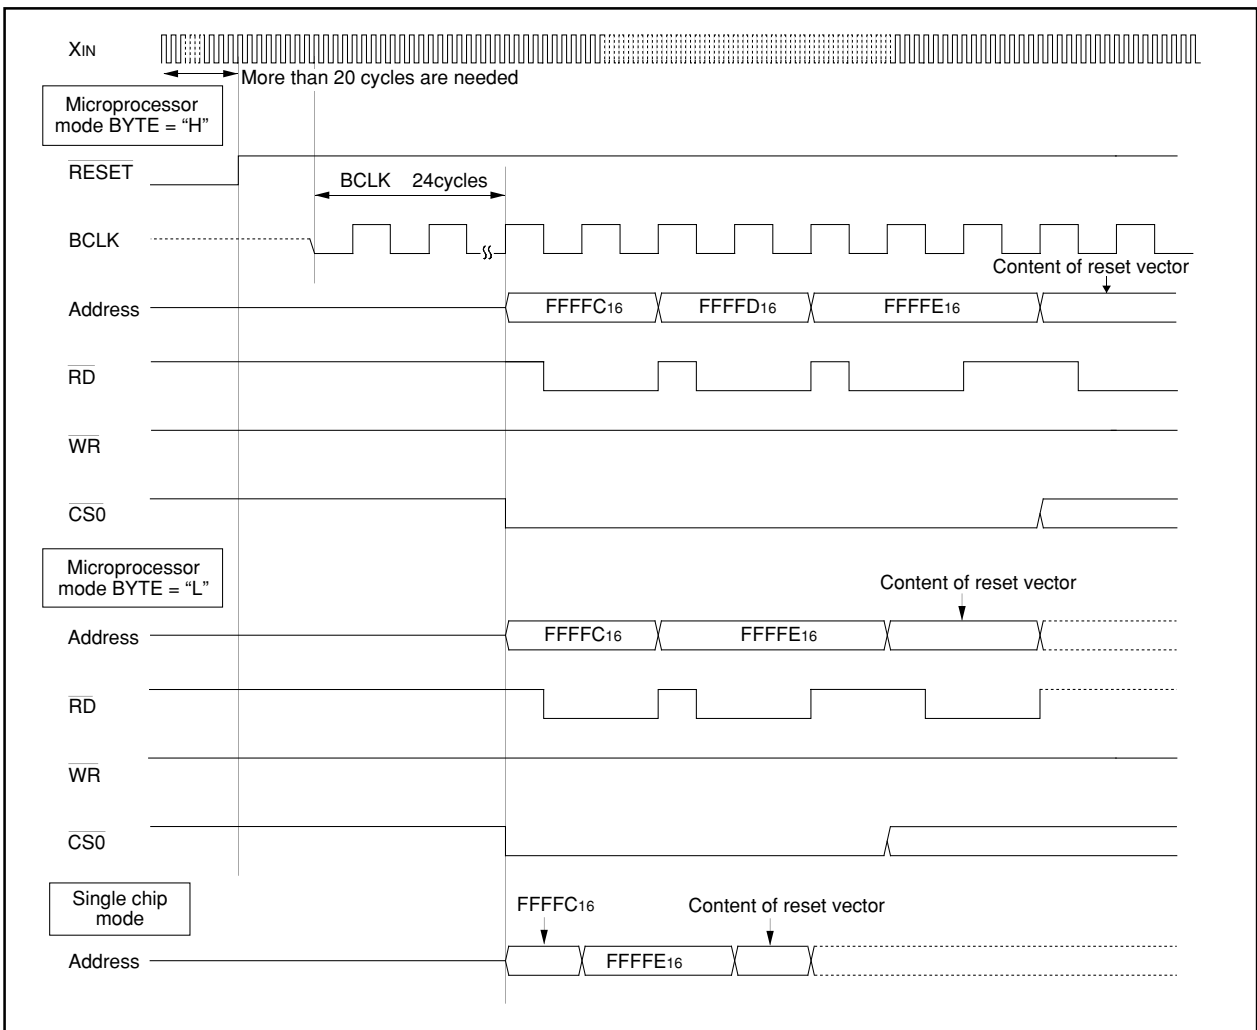 XIN
More than 20 cycles are needed
Microprocessor
mode BYTE = “H”
RESET
BCLK 24cycles
BCLK
Content of reset vector
Address
FFFFC16
FFFFD16
FFFFE16
RD
WR
CS0
Microprocessor
mode BYTE = “L”
Content of reset vector
Address
FFFFC16
FFFFE16
RD
WR
CS0
Single chip
mode
FFFFC16
Content of reset vector
Address
FFFFE16